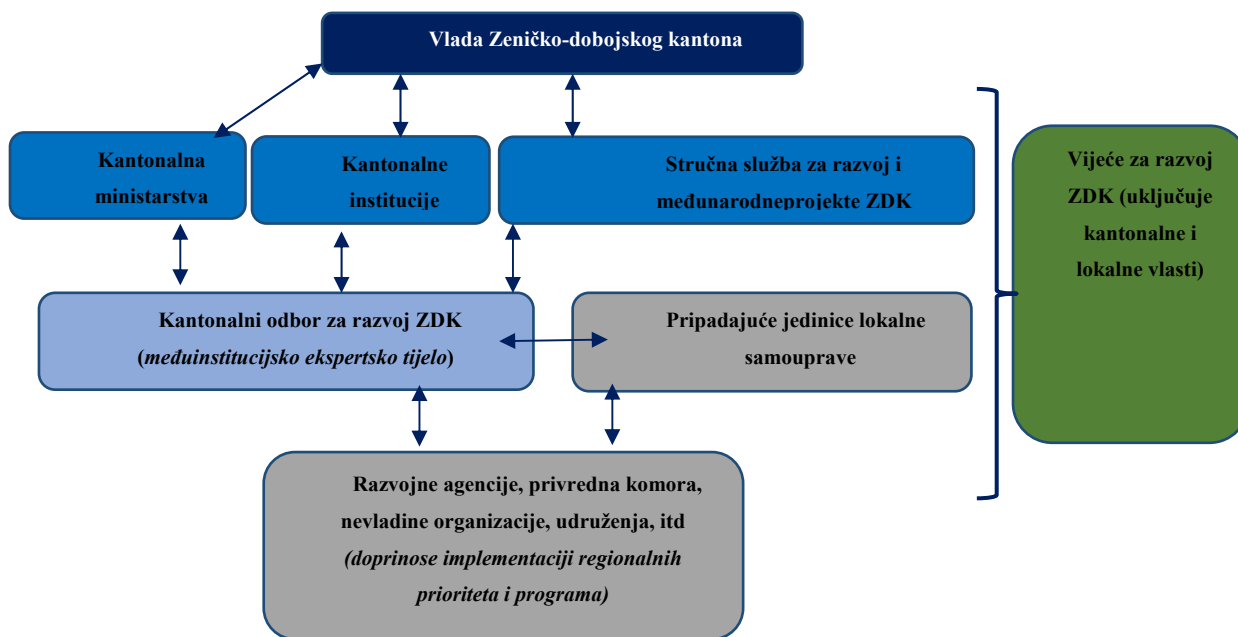 Vlada Zeničko-dobojskog kantona
Kantonalna
ministarstva
Kantonalne
institucije
Stručna služba za razvoj i
međunarodneprojekte ZDK
Vijeće za razvoj
ZDK (uključuje
kantonalne i
lokalne vlasti)
Kantonalni odbor za razvoj ZDK
(međuinstitucijsko ekspertsko tijelo)
Pripadajuće jedinice lokalne
samouprave
Razvojne agencije, privredna komora,
nevladine organizacije, udruženja, itd
(doprinose implementaciji regionalnih
prioriteta i programa)